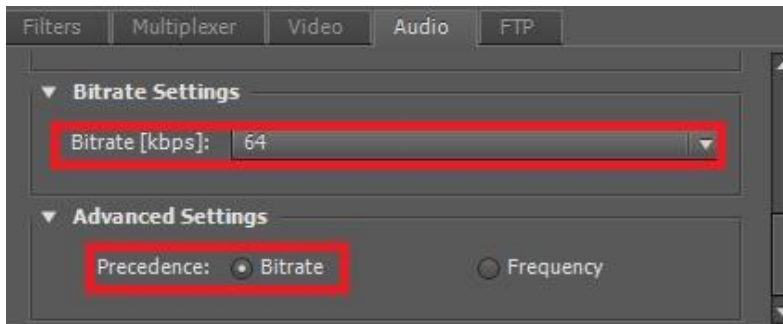 Filters Multiplexer Video Audio FTP
Bitrate Settings
Bitrate [kbps]: 64
Advanced Settings
Precedence: Bitrate Frequency